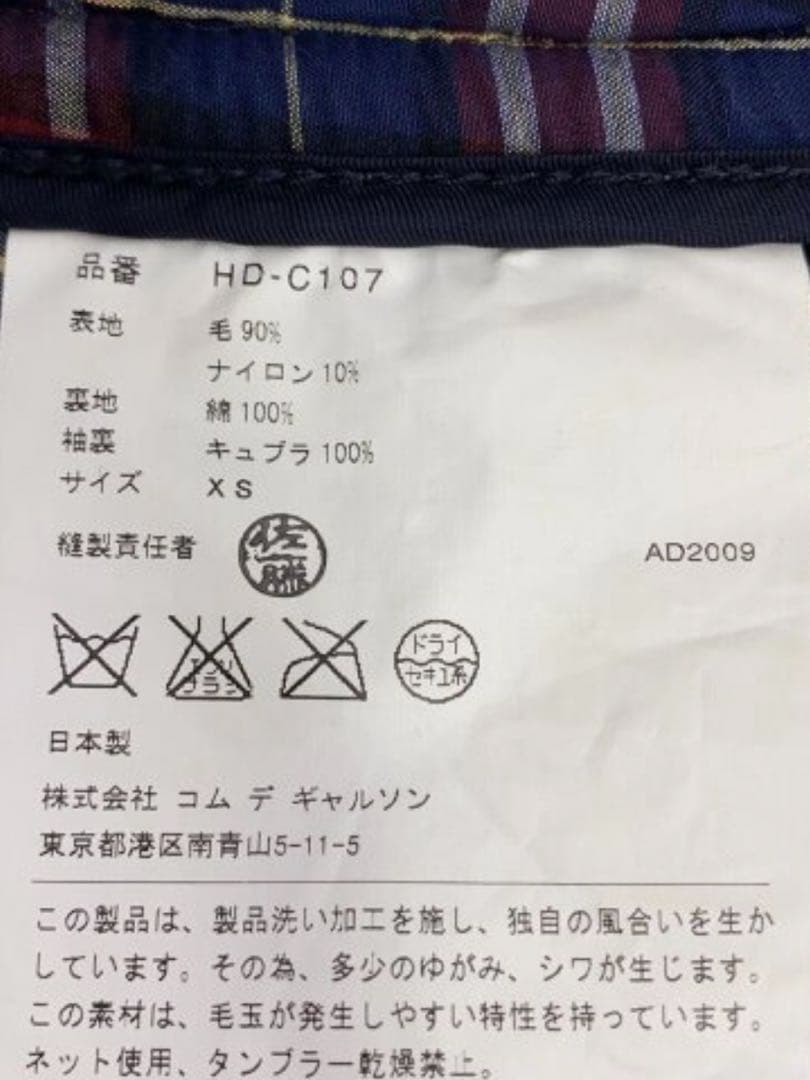 品番 HD-C107
表地 毛 90%
ナイロン 10%
裏地 綿 100%
袖裏 キュプラ 100%
サイズ XS
縫製責任者 佐藤 AD2009
エンソ サラシ ドライ セキユ系
日本製
株式会社 コム デ ギャルソン
東京都港区南青山5-11-5
この製品は、製品洗い加工を施し、独自の風合いを生か
しています。その為、多少のゆがみ、シワが生じます。
この素材は、毛玉が発生しやすい特性を持っています。
ネット使用、タンブラー乾燥禁止。